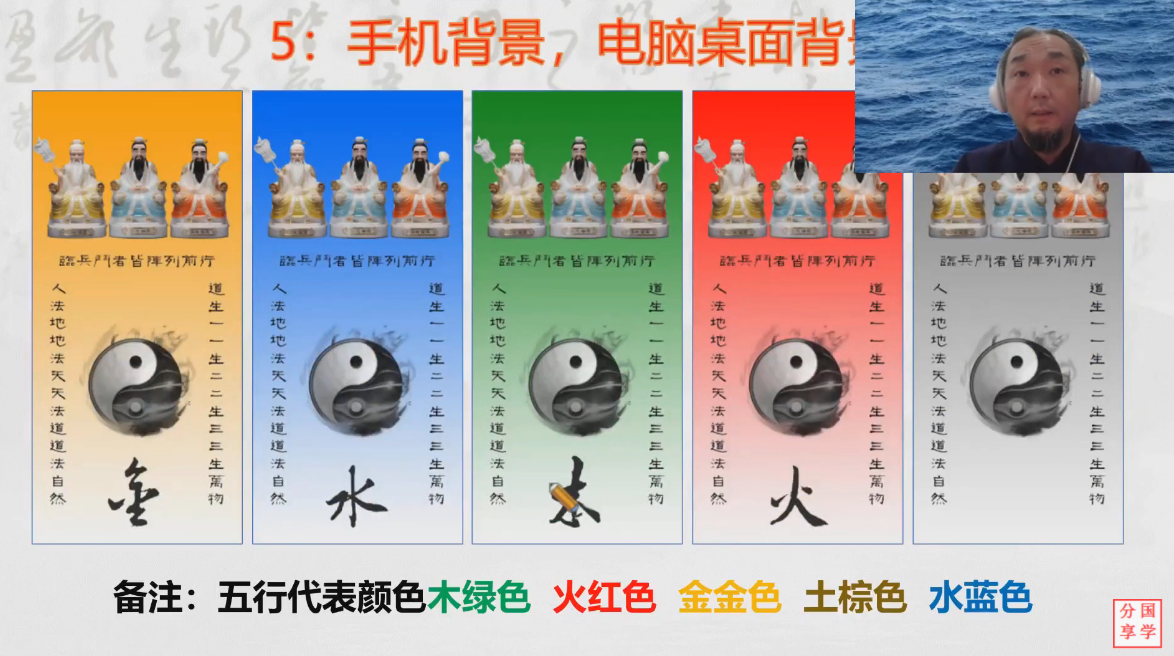 5：手机背景，电脑桌面背景
臨兵鬥者皆陣列前行
道生一一生二二生三三生萬物
人法地地法天天法道道法自然
金
臨兵鬥者皆陣列前行
道生一一生二二生三三生萬物
人法地地法天天法道道法自然
水
臨兵鬥者皆陣列前行
道生一一生二二生三三生萬物
人法地地法天天法道道法自然
臨兵鬥者皆陣列前行
道生一一生二二生三三生萬物
人法地地法天天法道道法自然
火
臨兵鬥者皆陣列前行
道生一一生二二生三三生萬物
人法地地法天天法道道法自然
备注：五行代表颜色木绿色 火红色 金金色 土棕色 水蓝色
国学
分享